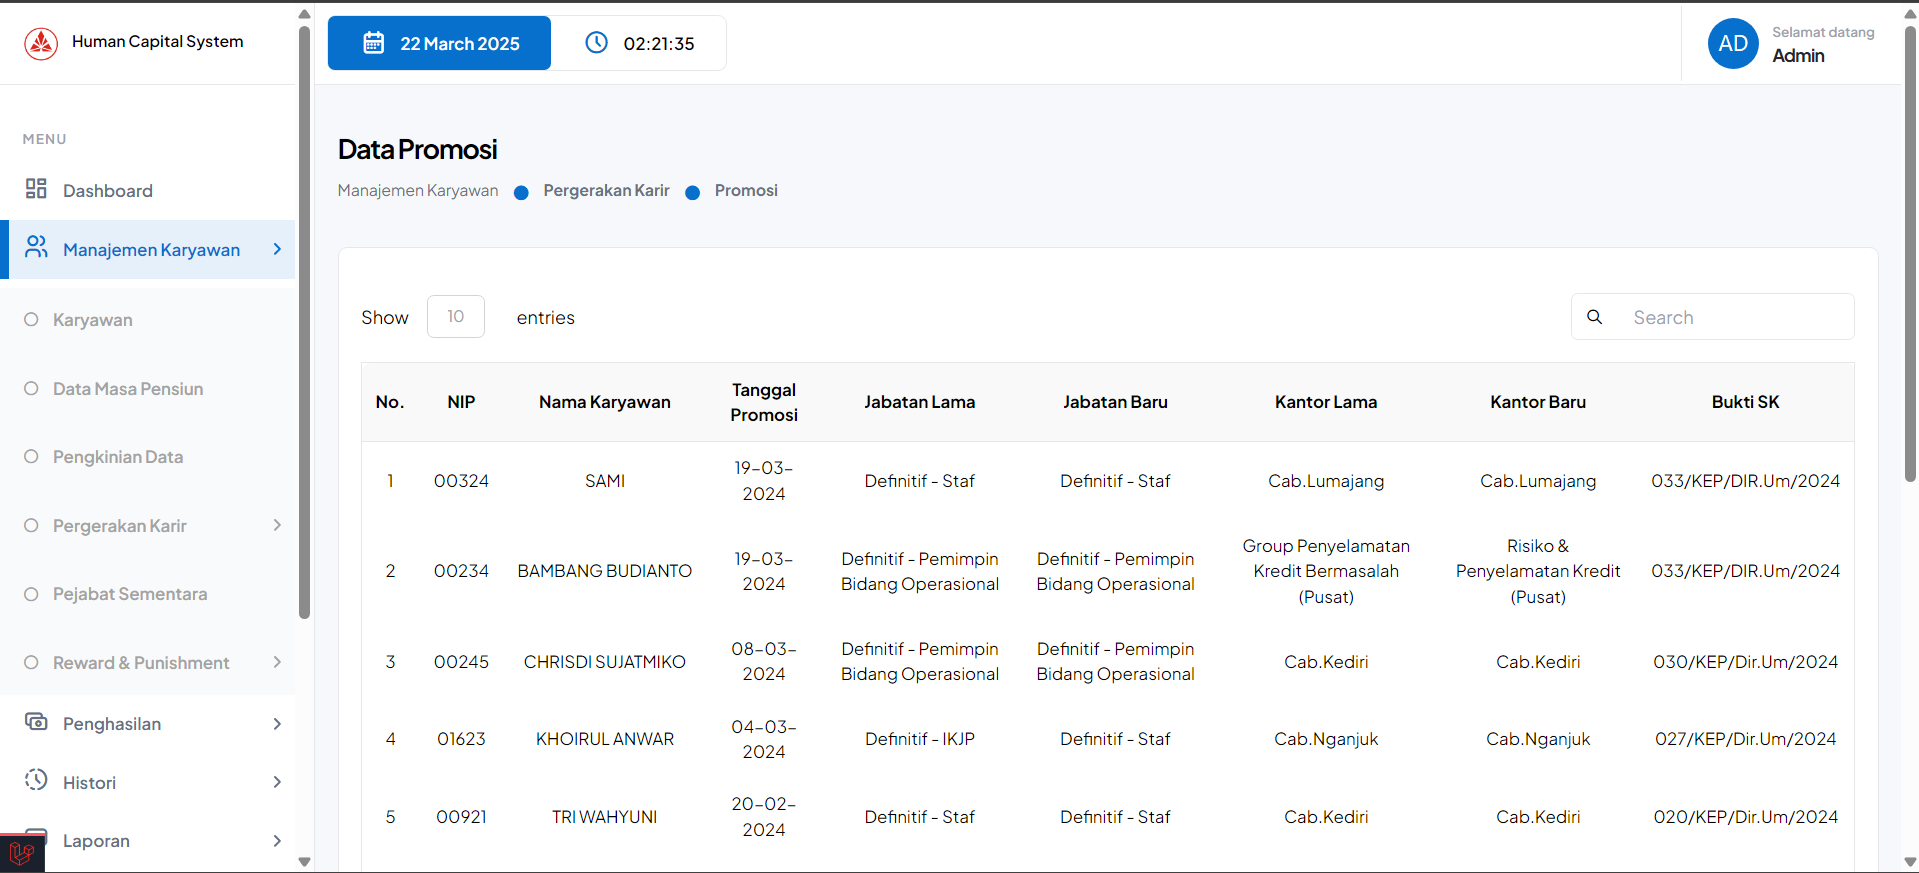 Human Capital System
22 March 2025
02:21:35
AD
Selamat datang
Admin
MENU
Dashboard
Manajemen Karyawan
Karyawan
Data Masa Pensiun
Pengkinian Data
Pergerakan Karir
Pejabat Sementara
Reward & Punishment
Penghasilan
Histori
Laporan
Data Promosi
Manajemen Karyawan Pergerakan Karir Promosi
Show 10 entries
Search
No. NIP Nama Karyawan Tanggal Promosi Jabatan Lama Jabatan Baru Kantor Lama Kantor Baru Bukti SK
1 00324 SAMI 19-03-2024 Definitif - Staf Definitif - Staf Cab.Lumajang Cab.Lumajang 033/KEP/DIR.Um/2024
2 00234 BAMBANG BUDIANTO 19-03-2024 Definitif - Pemimpin Bidang Operasional Definitif - Pemimpin Bidang Operasional Group Penyelamatan Kredit Bermasalah (Pusat) Risiko & Penyelamatan Kredit (Pusat) 033/KEP/DIR.Um/2024
3 00245 CHRISDI SUJATMIKO 08-03-2024 Definitif - Pemimpin Bidang Operasional Definitif - Pemimpin Bidang Operasional Cab.Kediri Cab.Kediri 030/KEP/Dir.Um/2024
4 01623 KHOIRUL ANWAR 04-03-2024 Definitif - IKJP Definitif - Staf Cab.Nganjuk Cab.Nganjuk 027/KEP/Dir.Um/2024
5 00921 TRI WAHYUNI 20-02-2024 Definitif - Staf Definitif - Staf Cab.Kediri Cab.Kediri 020/KEP/Dir.Um/2024